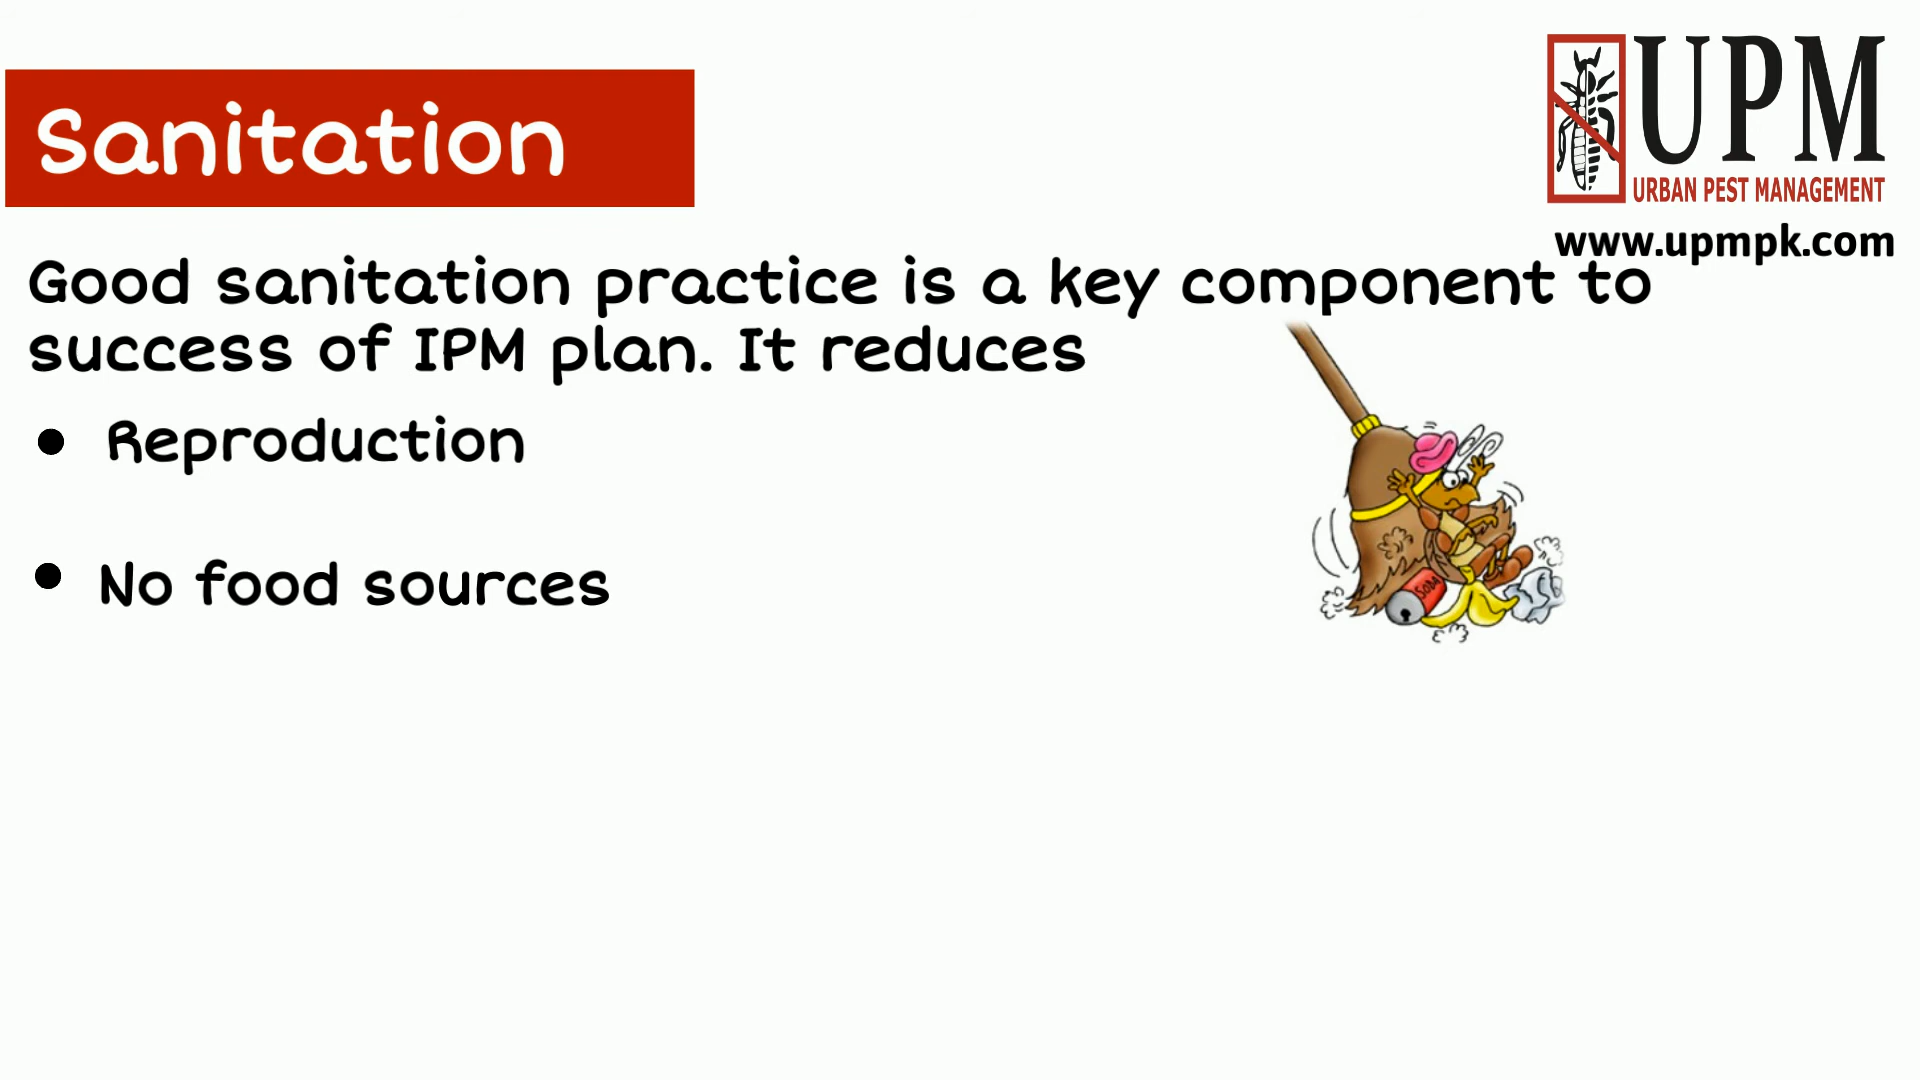 Sanitation
UPM
URBAN PEST MANAGEMENT
www.upmpk.com
Good sanitation practice is a key component to
success of IPM plan. It reduces
• Reproduction
• No food sources
SODA